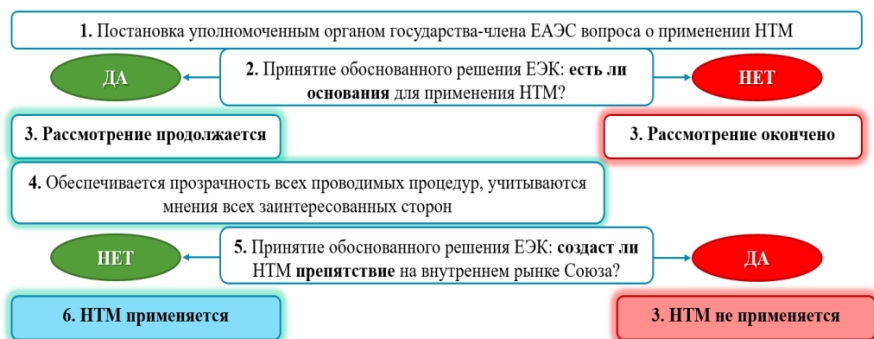 1. Постановка уполномоченным органом государства-члена ЕАЭС вопроса о применении НТМ
ДА
2. Принятие обоснованного решения ЕЭК: есть ли
основания для применения НТМ?
НЕТ
3. Рассмотрение продолжается
3. Рассмотрение окончено
4. Обеспечивается прозрачность всех проводимых процедур, учитываются
мнения всех заинтересованных сторон
НЕТ
5. Принятие обоснованного решения ЕЭК: создаст ли
НТМ препятствие на внутреннем рынке Союза?
ДА
6. НТМ применяется
3. НТМ не применяется